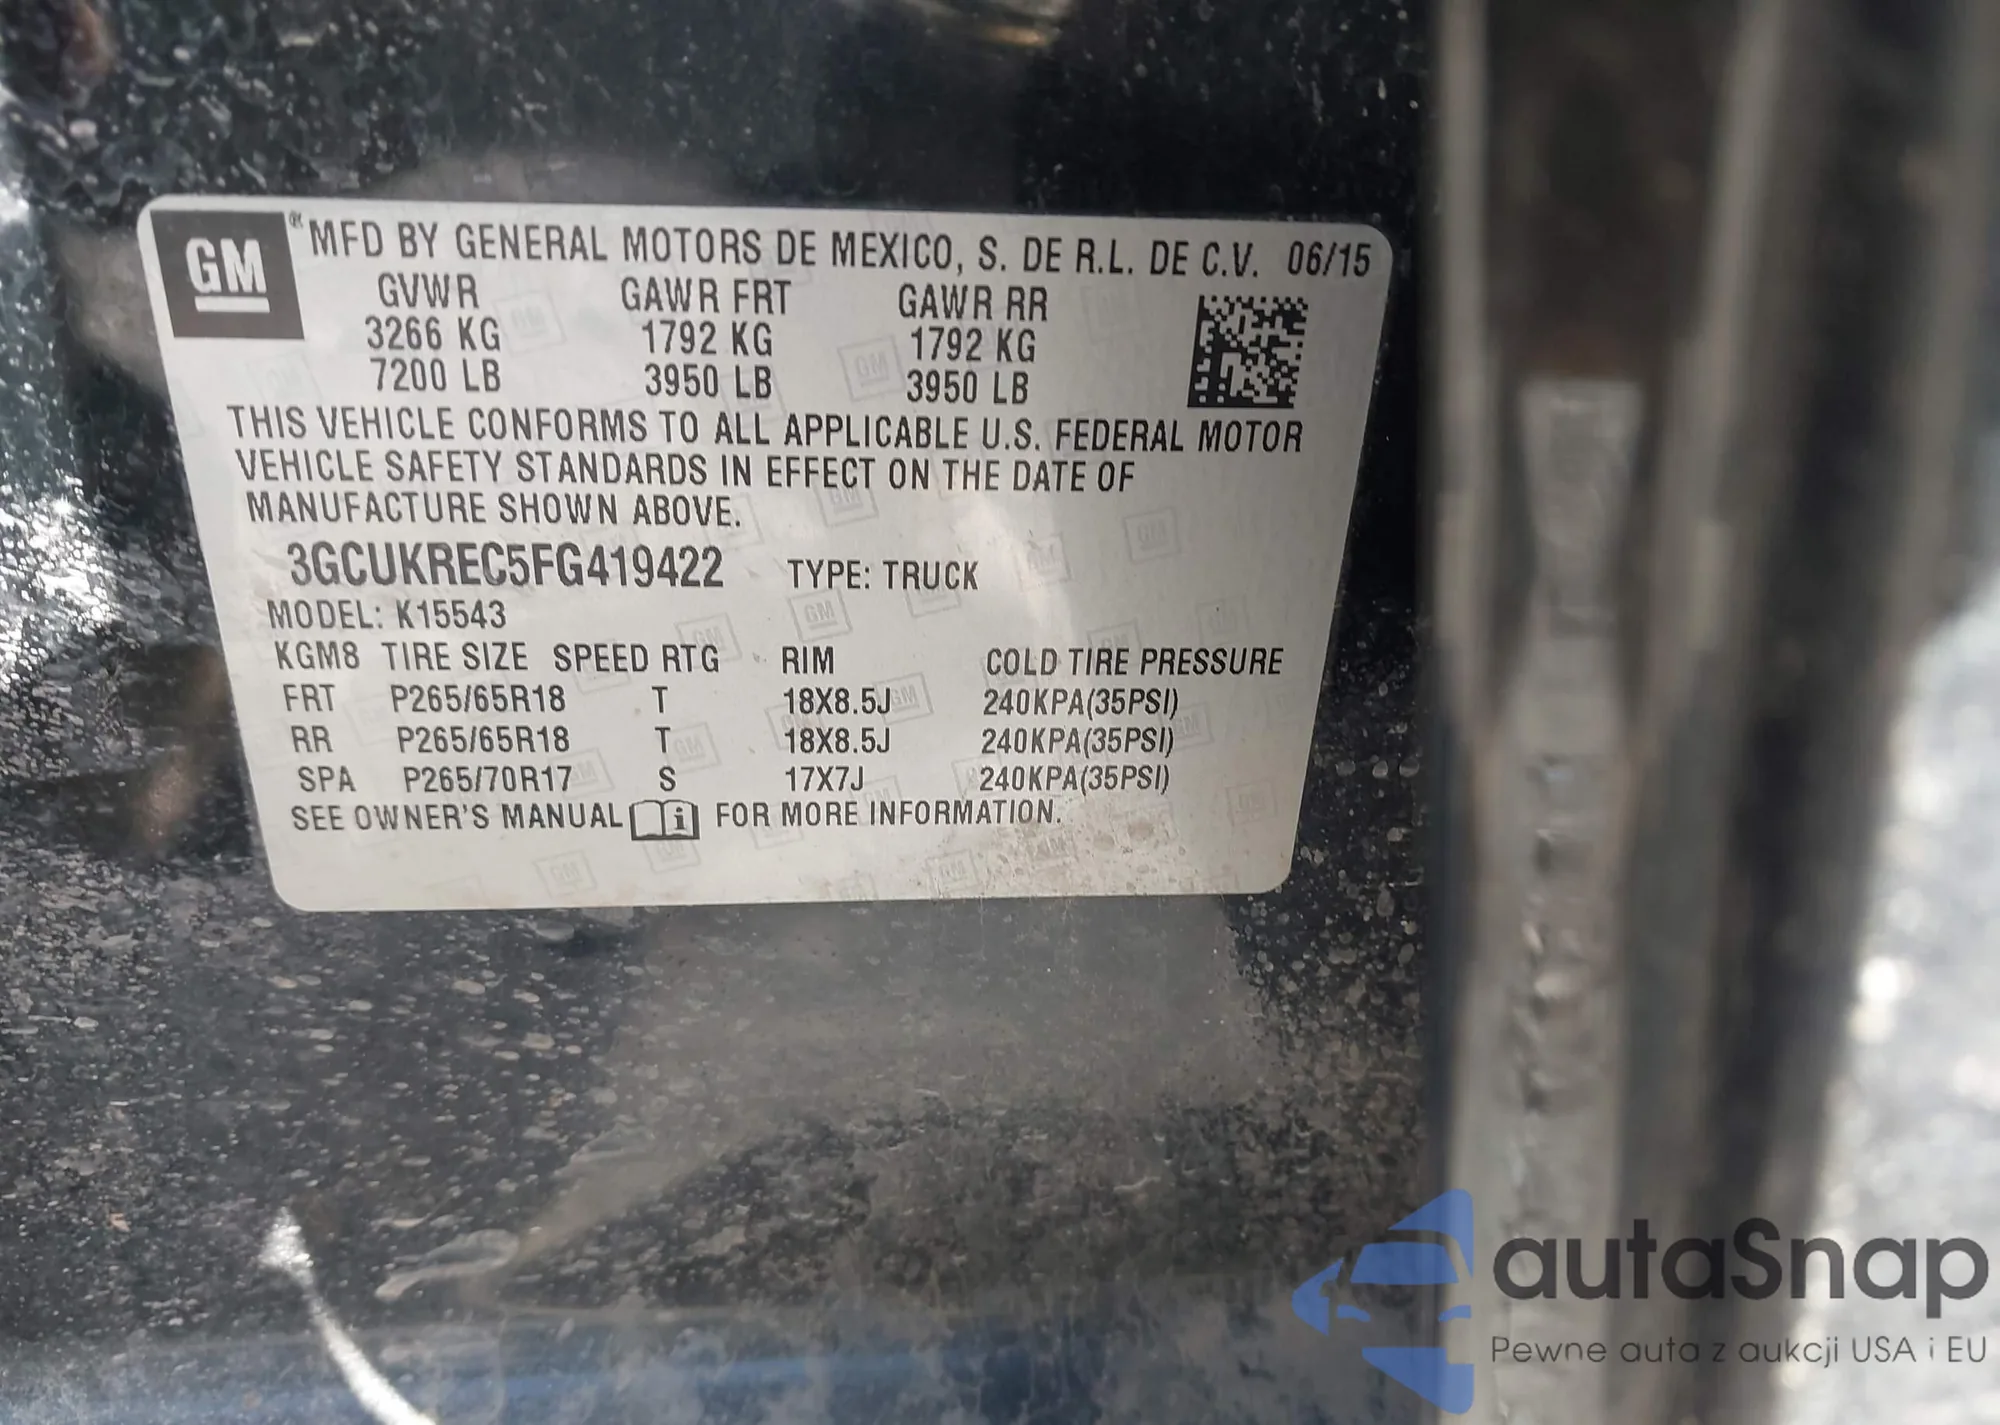 GM ® MFD BY GENERAL MOTORS DE MEXICO, S. DE R.L. DE C.V. 06/15
GVWR GAWR FRT GAWR RR
3266 KG 1792 KG 1792 KG
7200 LB 3950 LB 3950 LB
THIS VEHICLE CONFORMS TO ALL APPLICABLE U.S. FEDERAL MOTOR
VEHICLE SAFETY STANDARDS IN EFFECT ON THE DATE OF
MANUFACTURE SHOWN ABOVE.
3GCUKREC5FG419422 TYPE: TRUCK
MODEL: K15543
KGM8 TIRE SIZE SPEED RTG RIM COLD TIRE PRESSURE
FRT P265/65R18 T 18X8.5J 240KPA(35PSI)
RR P265/65R18 T 18X8.5J 240KPA(35PSI)
SPA P265/70R17 S 17X7J 240KPA(35PSI)
SEE OWNER'S MANUAL i FOR MORE INFORMATION.
autaSnap
Pewne auta z aukcji USA i EU